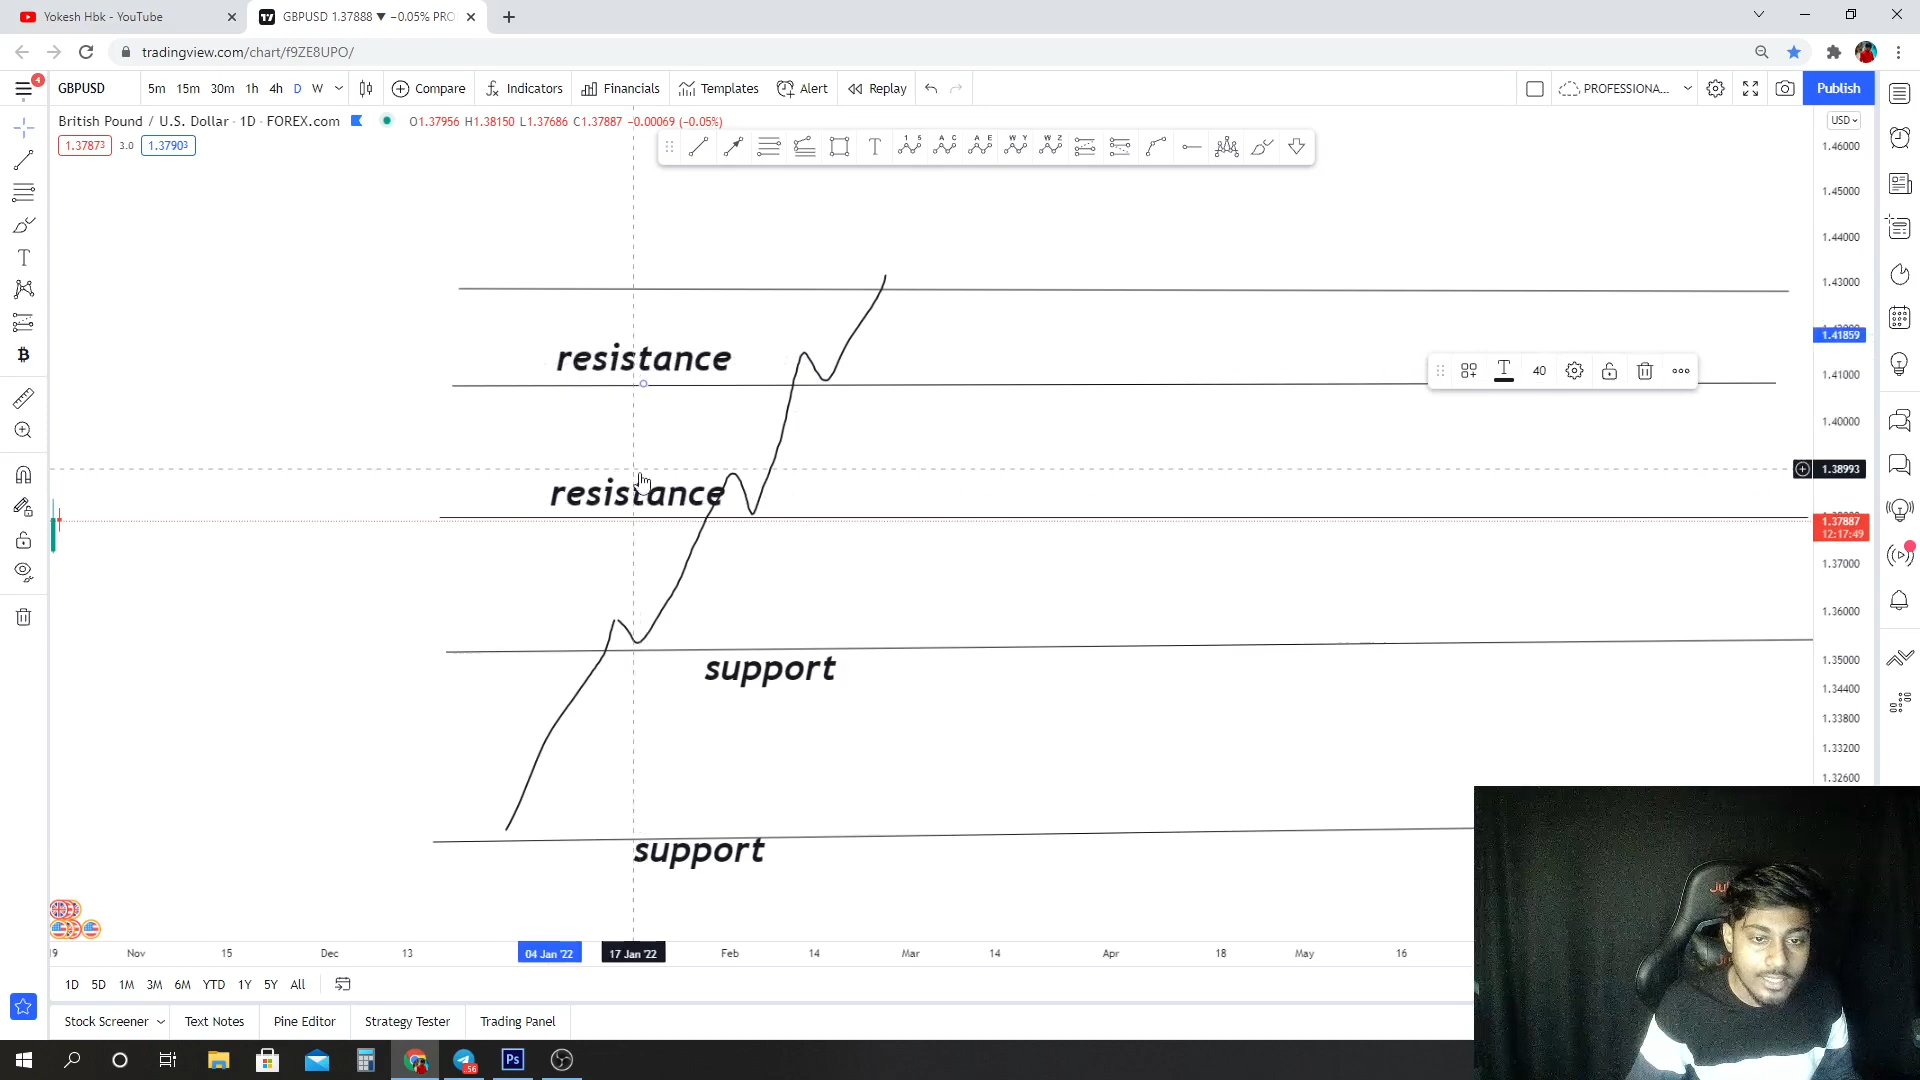 Yokesh Hbk - YouTube
GBPUSD 1.37888 ▼ −0.05% PRO
tradingview.com/chart/f9ZE8UPO/
4
GBPUSD 5m 15m 30m 1h 4h D W Compare Indicators Financials Templates Alert Replay PROFESSIONA... Publish
British Pound / U.S. Dollar · 1D · FOREX.com O1.37956 H1.38150 L1.37686 C1.37887 −0.00069 (−0.05%)
USD
1.37873 3.0 1.37903
1.46000
1.45000
1.44000
1.43000
1.41859
resistance
40
1.41000
1.40000
1.38993
resistance
1.37887
12:17:49
1.37000
1.36000
support
1.35000
1.34400
1.33800
1.33200
1.32600
support
Nov 15 Dec 13 04 Jan '22 17 Jan '22 Feb 14 Mar 14 Apr 18 May 16
1D 5D 1M 3M 6M YTD 1Y 5Y All
Stock Screener Text Notes Pine Editor Strategy Tester Trading Panel
Ps
56